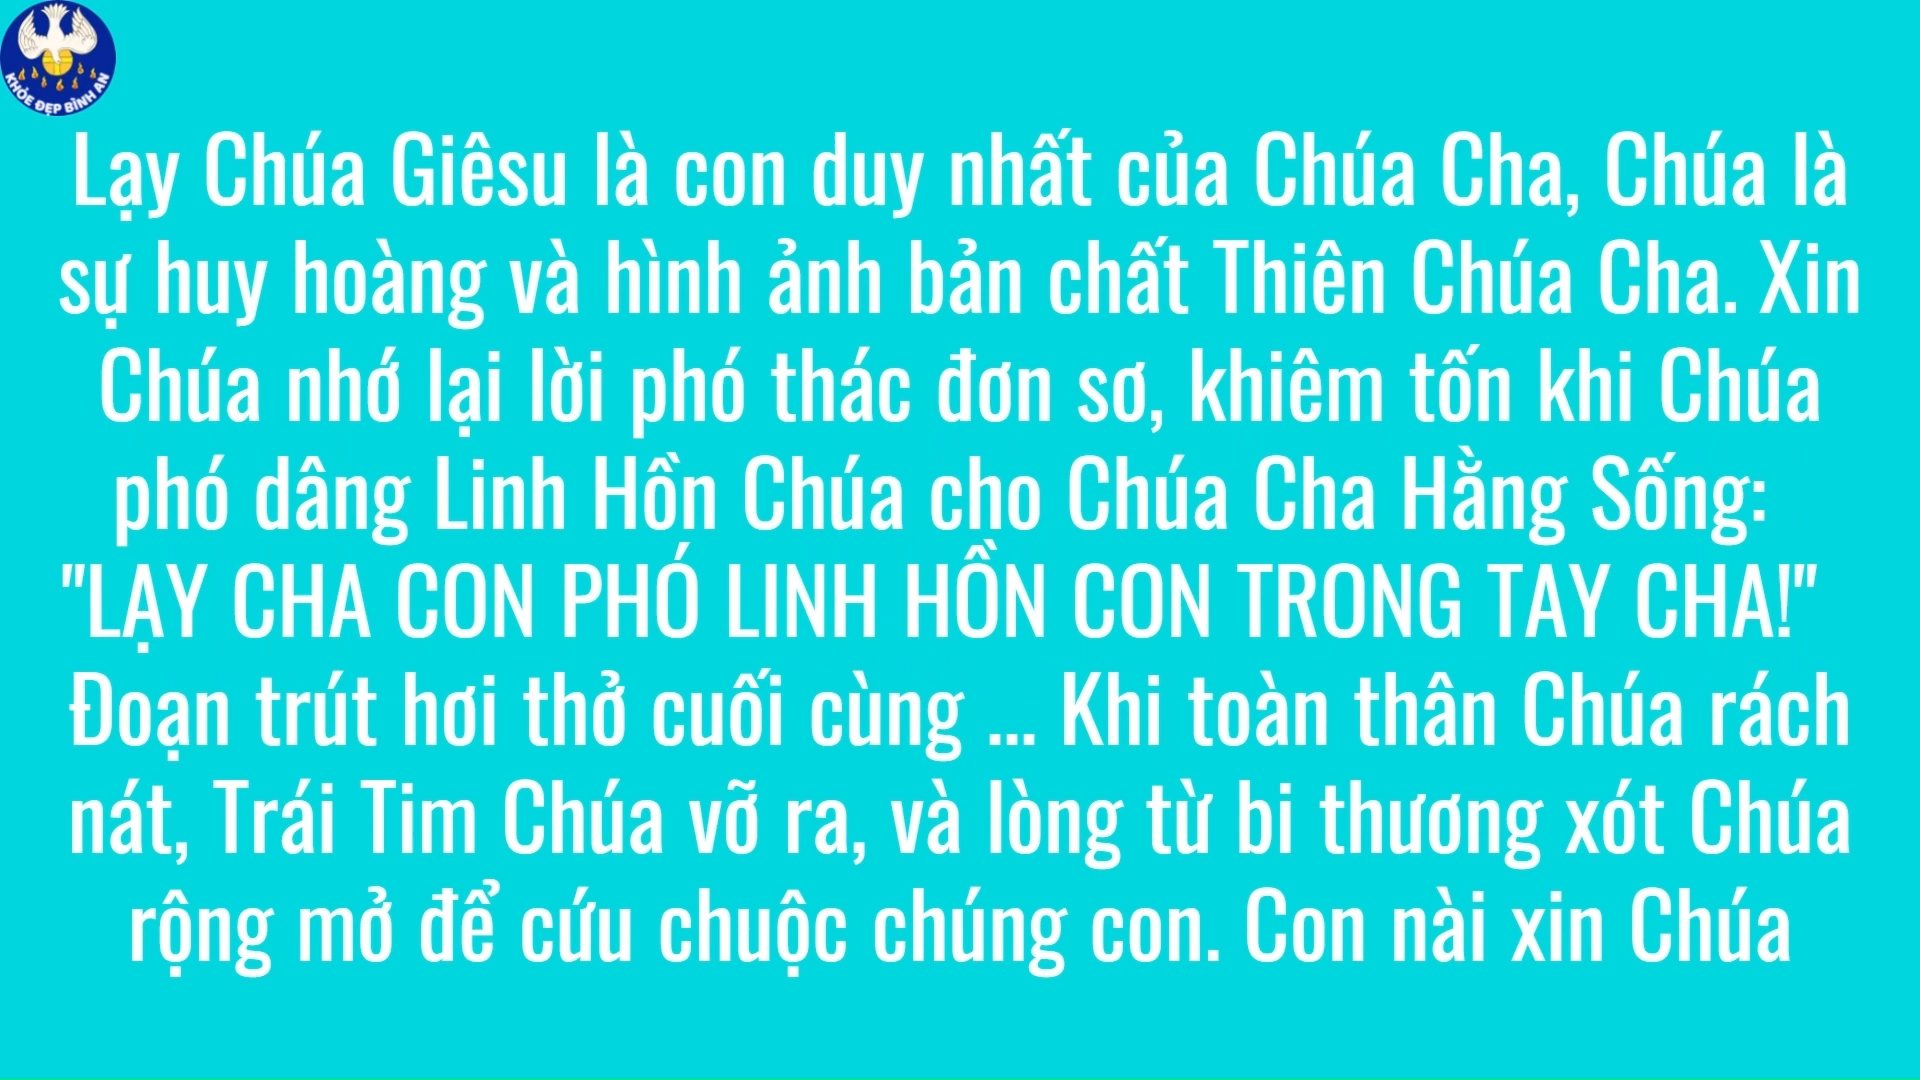 KHỎE ĐẸP BÌNH AN
Lạy Chúa Giêsu là con duy nhất của Chúa Cha, Chúa là
sự huy hoàng và hình ảnh bản chất Thiên Chúa Cha. Xin
Chúa nhớ lại lời phó thác đơn sơ, khiêm tốn khi Chúa
phó dâng Linh Hồn Chúa cho Chúa Cha Hằng Sống:
"LẠY CHA CON PHÓ LINH HỒN CON TRONG TAY CHA!"
Đoạn trút hơi thở cuối cùng ... Khi toàn thân Chúa rách
nát, Trái Tim Chúa vỡ ra, và lòng từ bi thương xót Chúa
rộng mở để cứu chuộc chúng con. Con nài xin Chúa